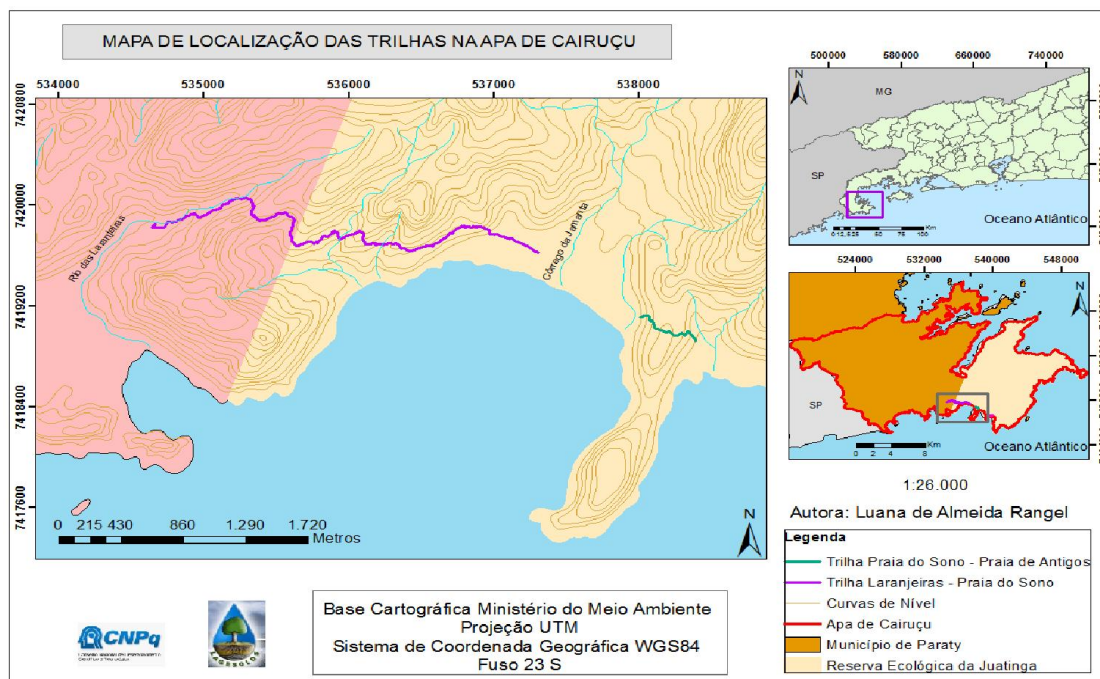 MAPA DE LOCALIZAÇÃO DAS TRILHAS NA APA DE CAIRUÇU
534000 535000 536000 537000 538000
7420800
7420000
7419200
7418400
7417600
Rio das Laranjeiras
Córrego da Jamanta
0 215 430 860 1.290 1.720
Metros
N
500000 580000 660000 740000
N
MG
SP
Oceano Atlântico
Km
524000 532000 540000 548000
N
SP
Km
0 2 4 8
Oceano Atlântico
1:26.000
Autora: Luana de Almeida Rangel
Legenda
Trilha Praia do Sono - Praia de Antigos
Trilha Laranjeiras - Praia do Sono
Curvas de Nível
Apa de Cairuçu
Município de Paraty
Reserva Ecológica da Juatinga
CNPq
LAGESOLOS
Base Cartográfica Ministério do Meio Ambiente
Projeção UTM
Sistema de Coordenada Geográfica WGS84
Fuso 23 S